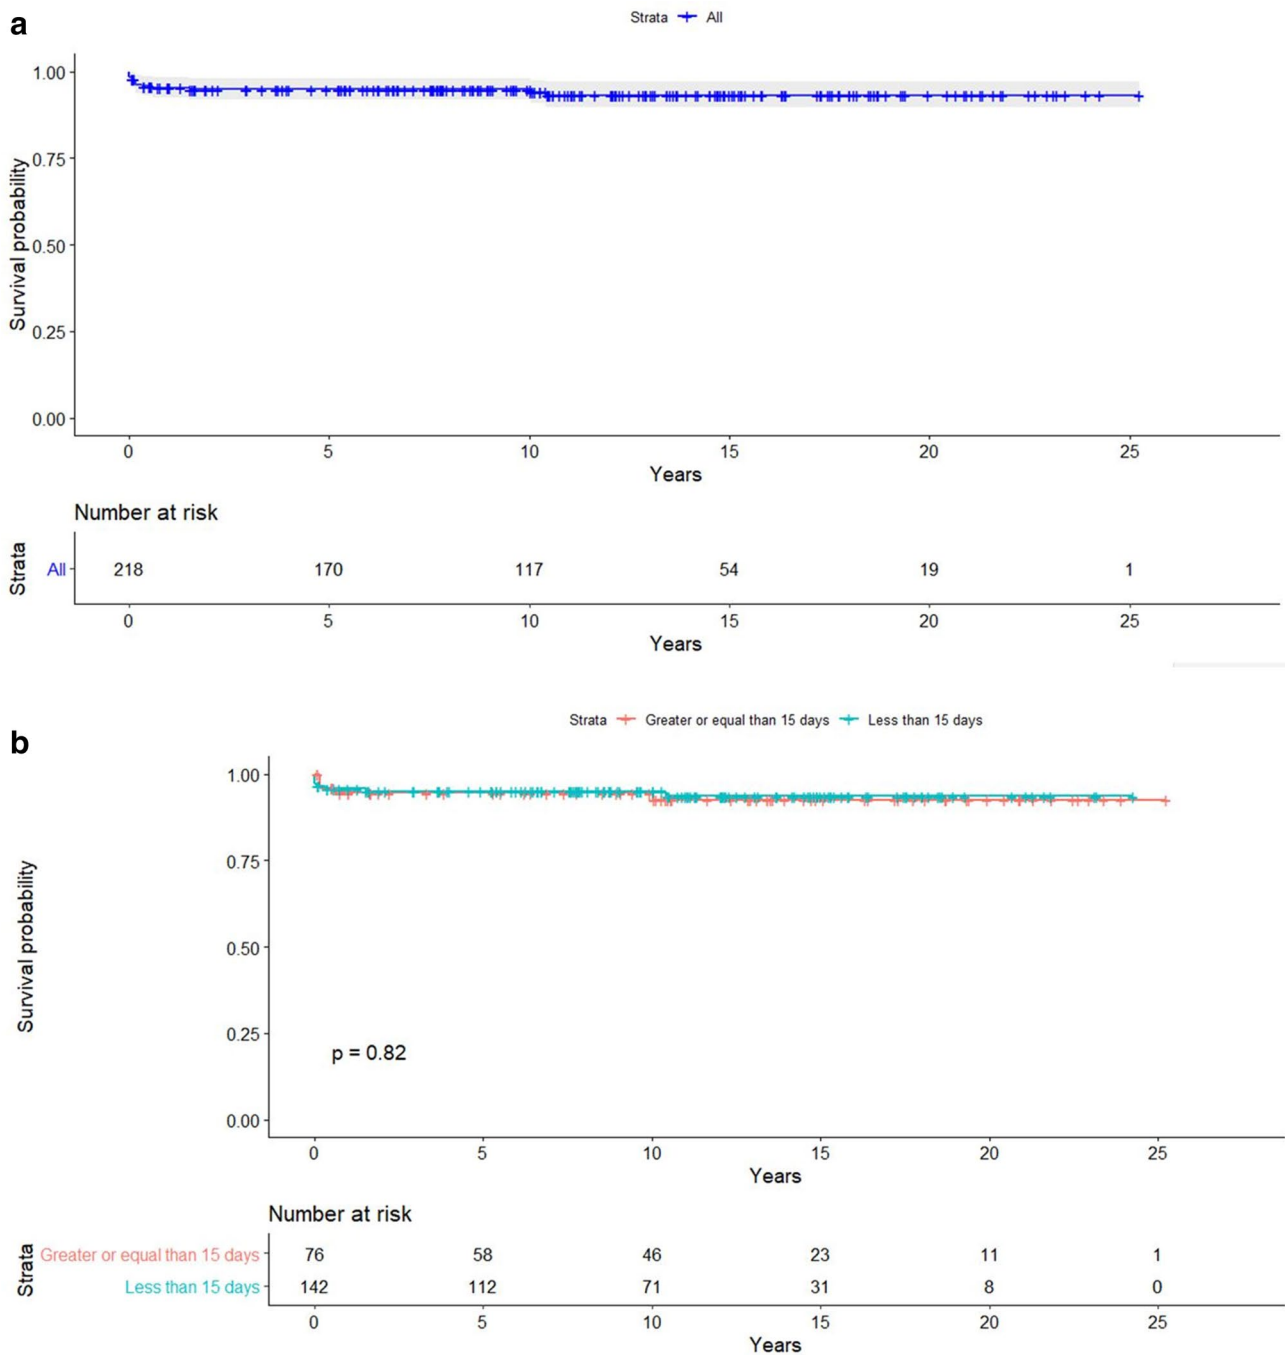 a
Strata All
Survival probability
1.00
0.75
0.50
0.25
0.00
0 5 10 15 20 25
Years
Number at risk
Strata
All 218 170 117 54 19 1
0 5 10 15 20 25
Years
b
Strata Greater or equal than 15 days Less than 15 days
Survival probability
1.00
0.75
0.50
0.25
p = 0.82
0.00
0 5 10 15 20 25
Years
Number at risk
Strata
Greater or equal than 15 days 76 58 46 23 11 1
Less than 15 days 142 112 71 31 8 0
0 5 10 15 20 25
Years